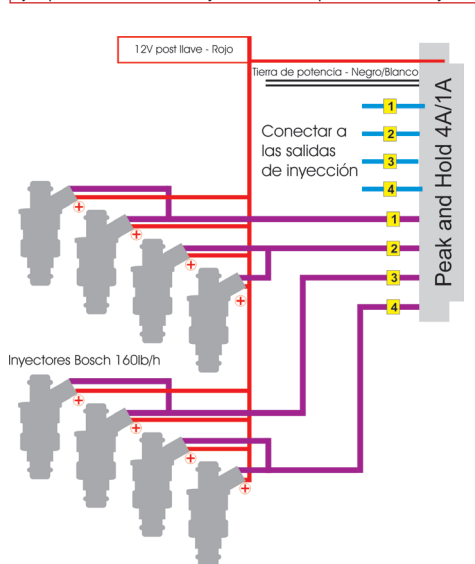 12V post llave - Rojo
Tierra de potencia - Negro/Blanco
Peak and Hold 4A/1A
1
2
3
4
Conectar a
las salidas
de inyección
1
2
3
4
+
+
+
+
Inyectores Bosch 160lb/h
+
+
+
+